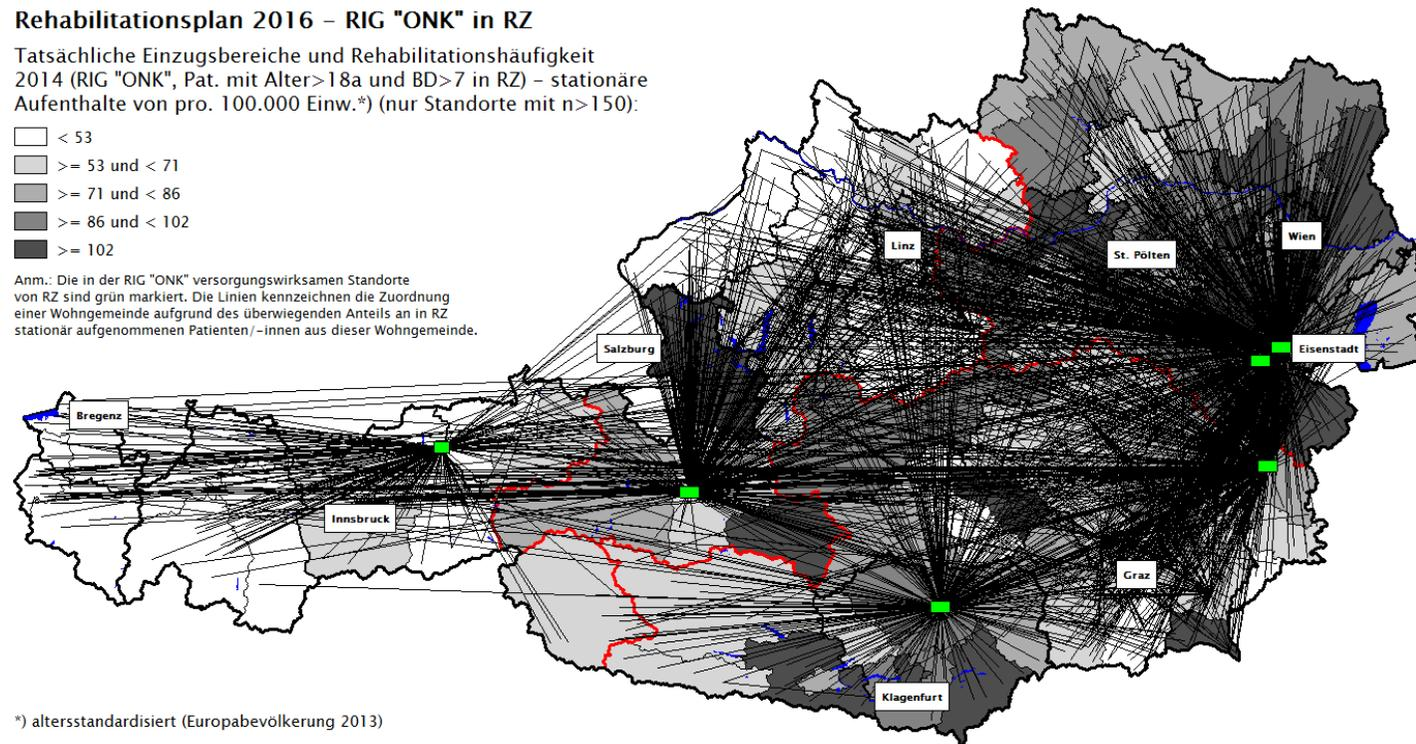 Rehabilitationsplan 2016 – RIG "ONK" in RZ
Tatsächliche Einzugsbereiche und Rehabilitationshäufigkeit
2014 (RIG "ONK", Pat. mit Alter>18a und BD>7 in RZ) – stationäre
Aufenthalte von pro. 100.000 Einw.*) (nur Standorte mit n>150):
< 53
>= 53 und < 71
>= 71 und < 86
>= 86 und < 102
>= 102
Anm.: Die in der RIG "ONK" versorgungswirksamen Standorte
von RZ sind grün markiert. Die Linien kennzeichnen die Zuordnung
einer Wohngemeinde aufgrund des überwiegenden Anteils an in RZ
stationär aufgenommenen Patienten/-innen aus dieser Wohngemeinde.
Wien
Linz
St. Pölten
Salzburg
Eisenstadt
Bregenz
Innsbruck
Graz
Klagenfurt
*) altersstandardisiert (Europabevölkerung 2013)